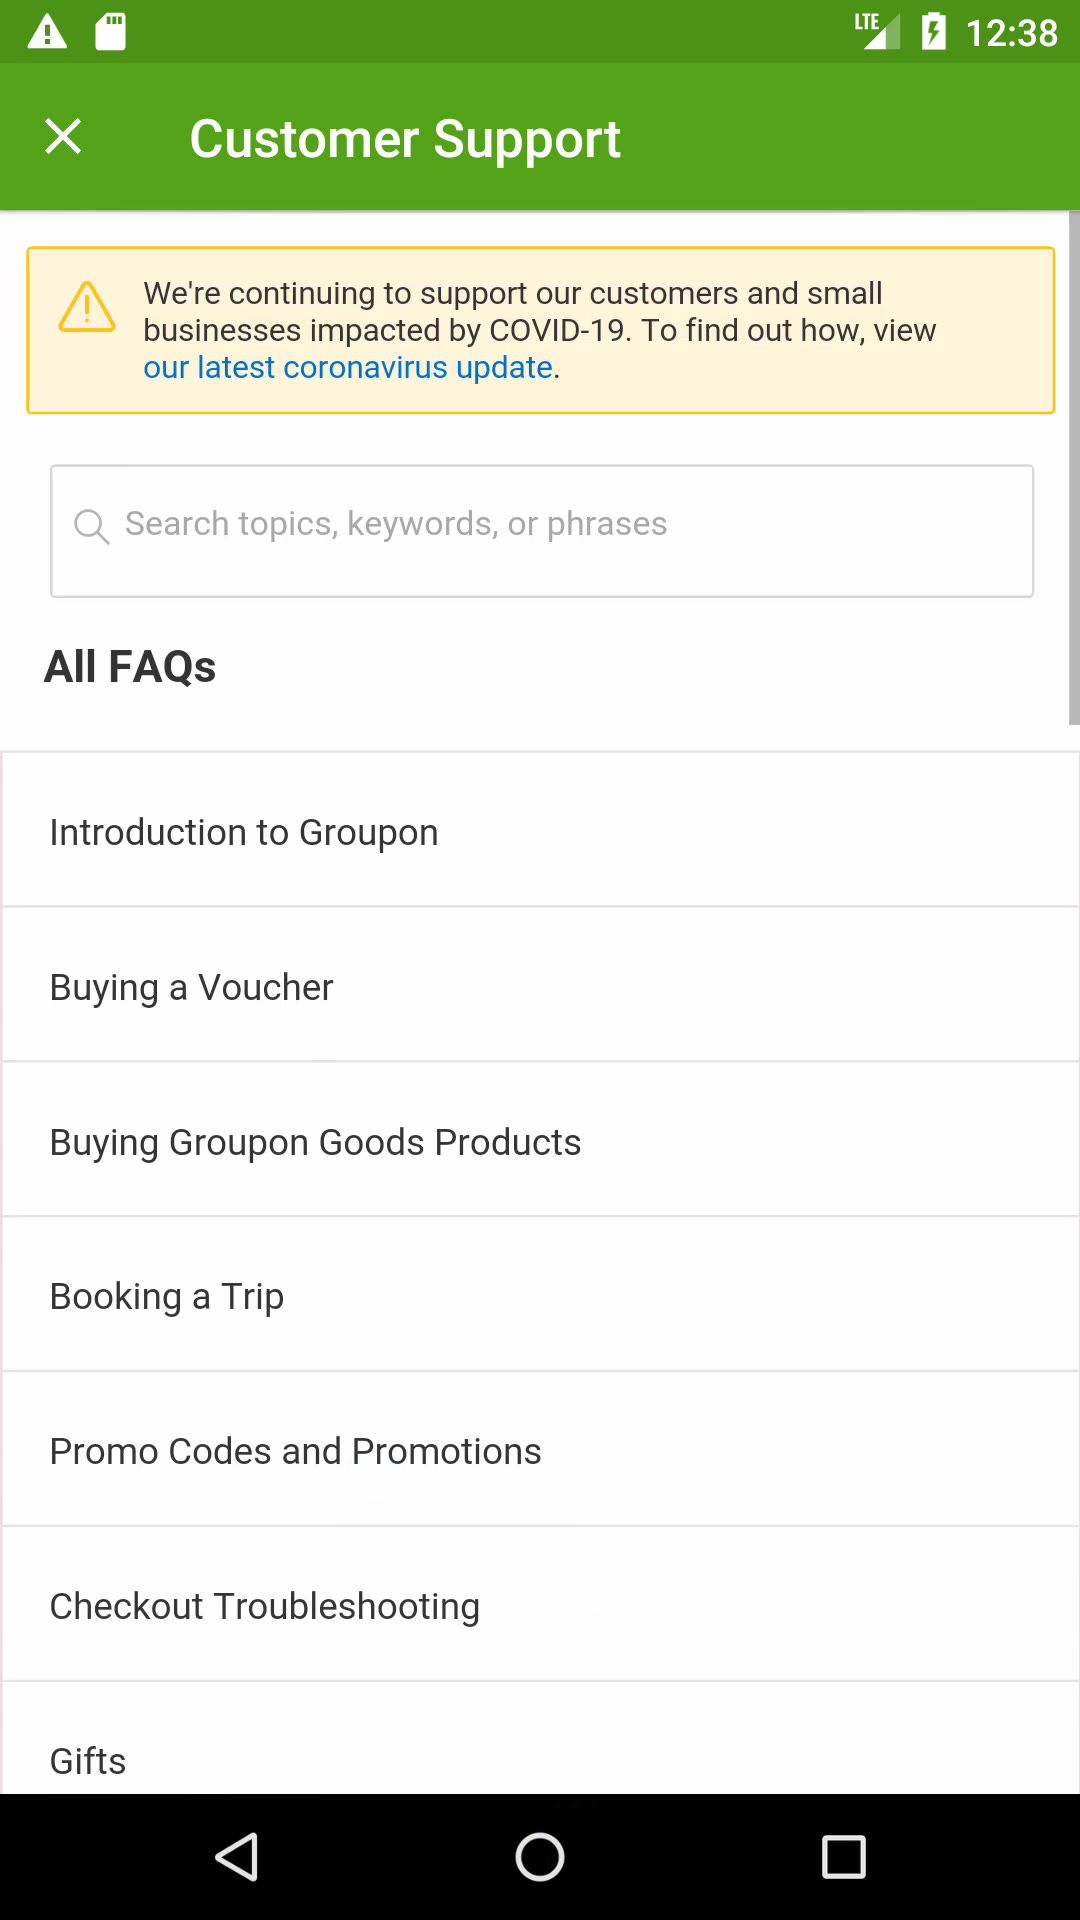 LTE 12:38
Customer Support
We're continuing to support our customers and small
businesses impacted by COVID-19. To find out how, view
our latest coronavirus update.
Search topics, keywords, or phrases
All FAQs
Introduction to Groupon
Buying a Voucher
Buying Groupon Goods Products
Booking a Trip
Promo Codes and Promotions
Checkout Troubleshooting
Gifts